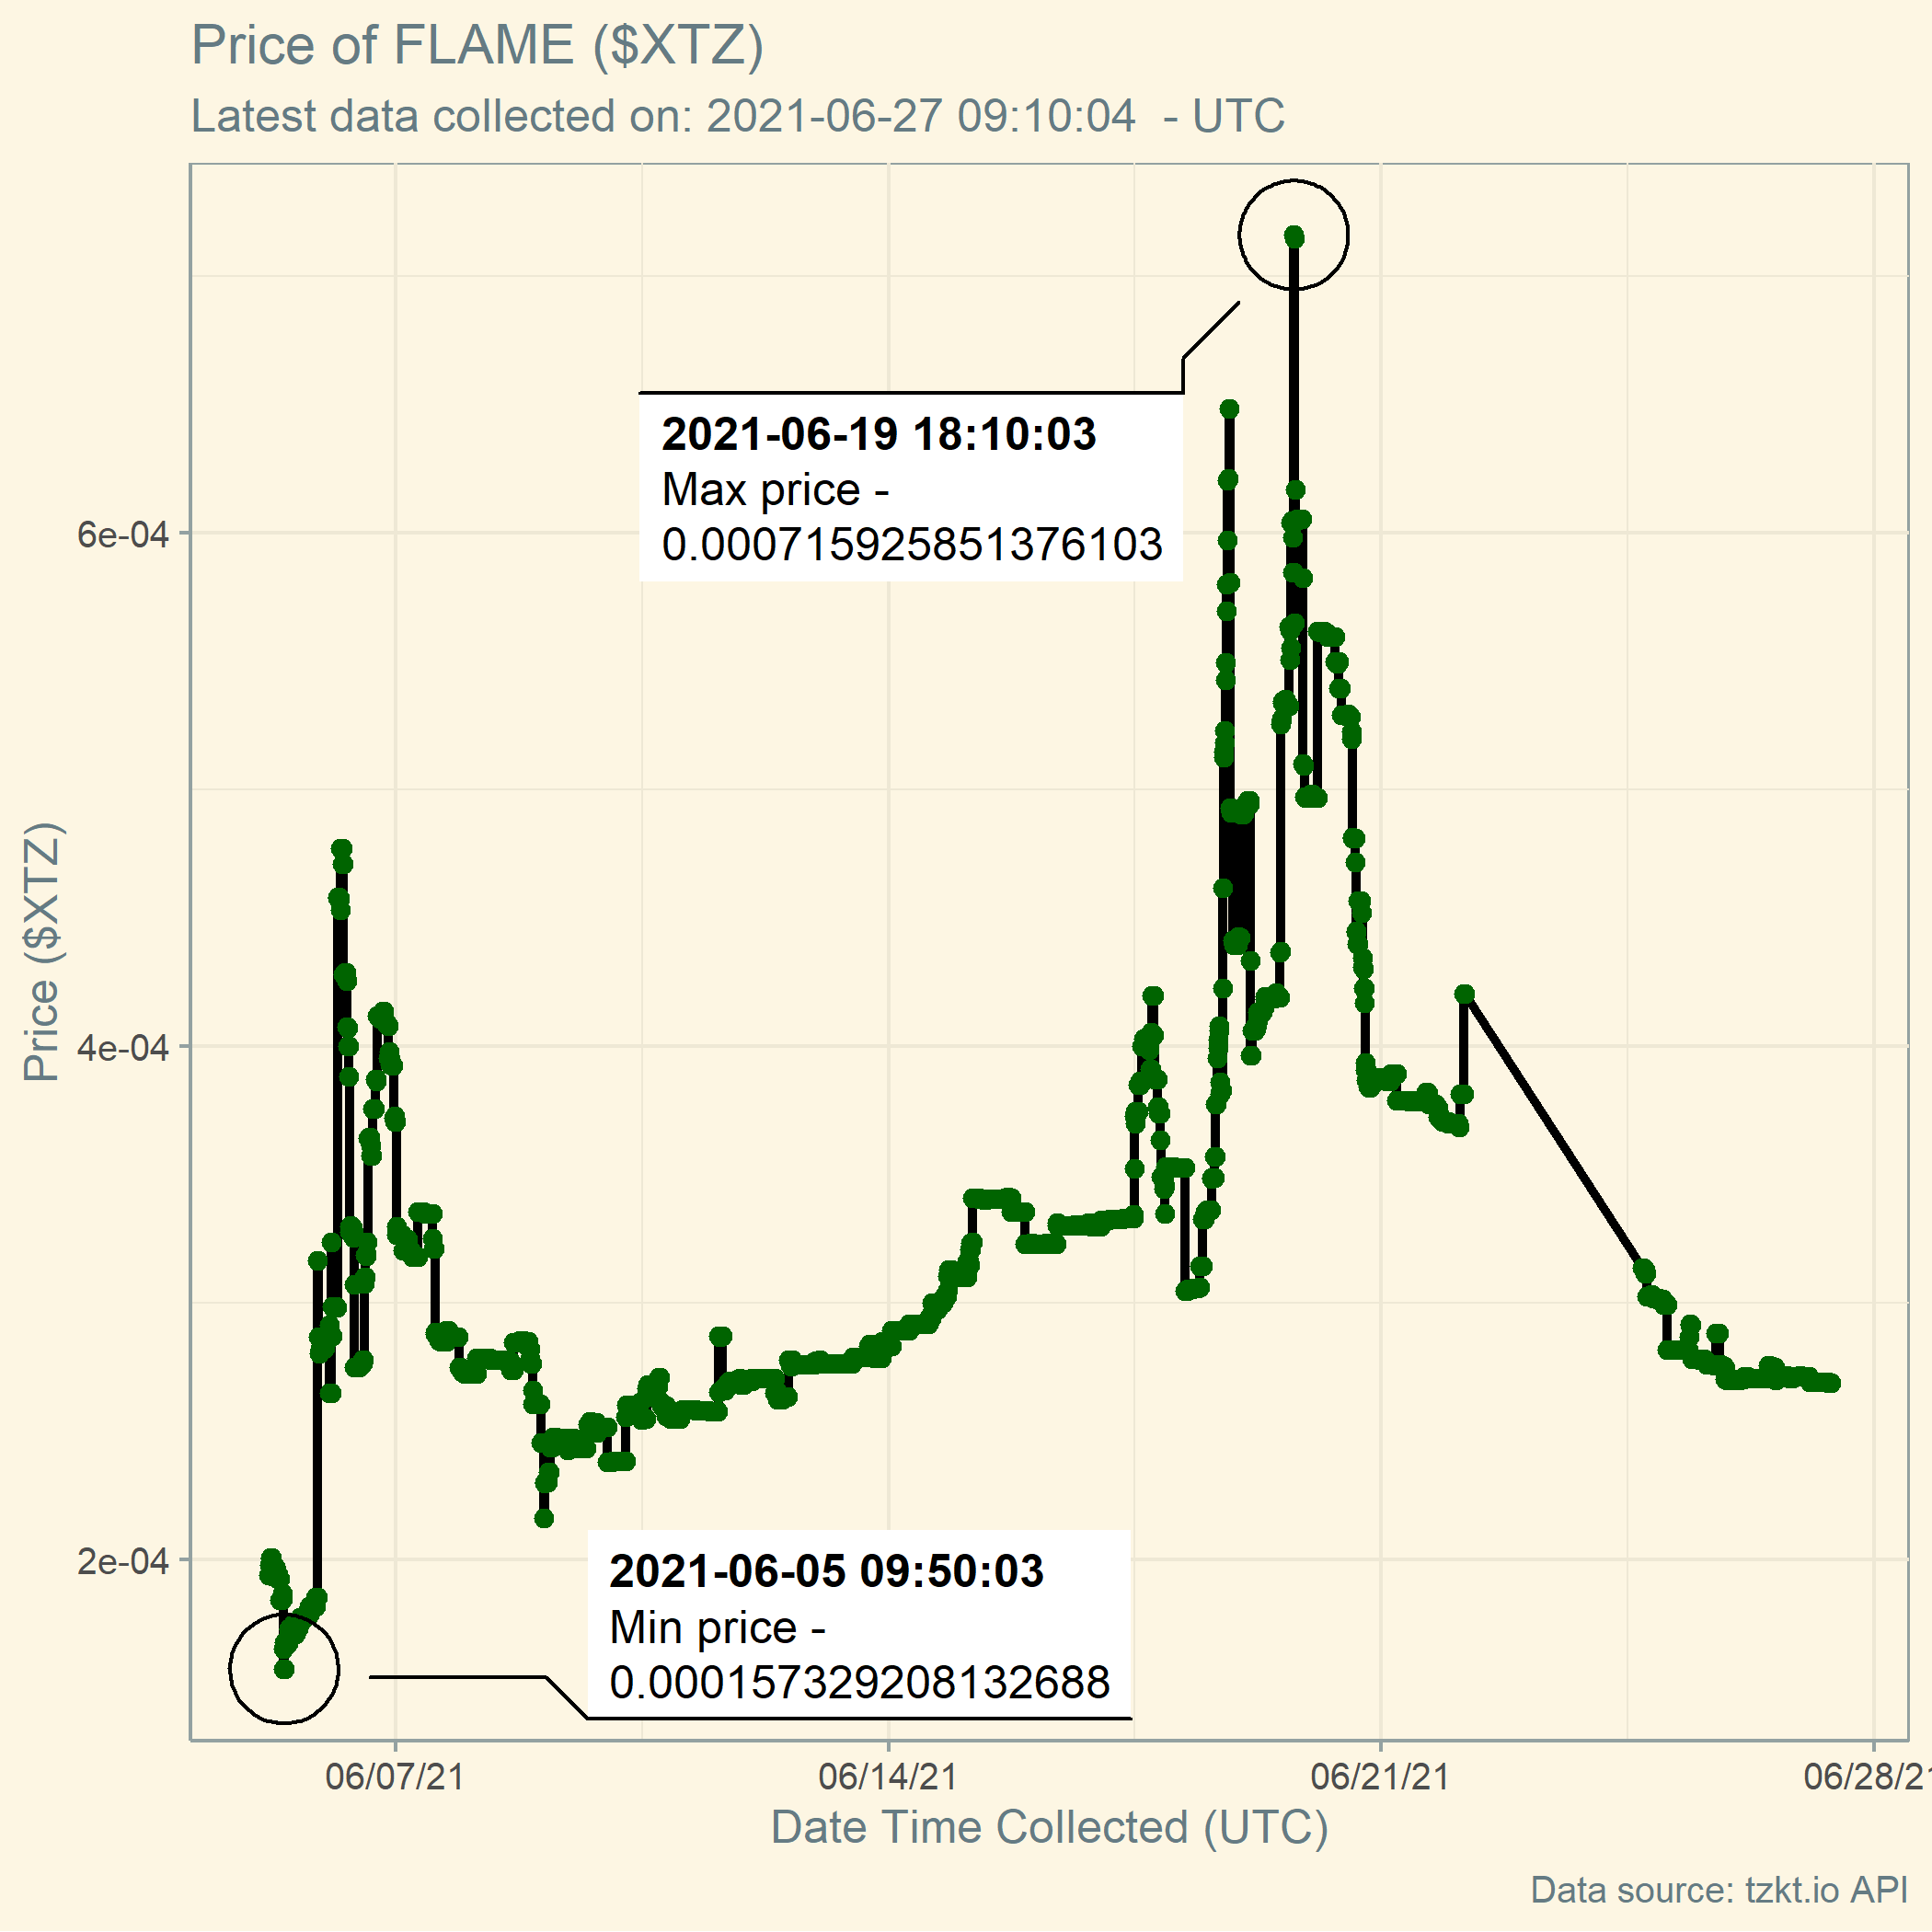 Price of FLAME ($XTZ)
Latest data collected on: 2021-06-27 09:10:04  - UTC
2021-06-19 18:10:03
Max price -
0.000715925851376103
6e-04
4e-04
2e-04
Price ($XTZ)
2021-06-05 09:50:03
Min price -
0.000157329208132688
06/07/21
06/14/21
06/21/21
06/28/21
Date Time Collected (UTC)
Data source: tzkt.io API